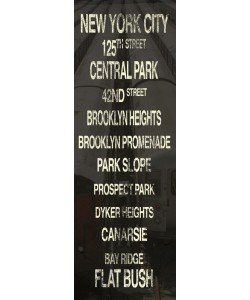 NEW YORK CITY
125TH STREET
CENTRAL PARK
42ND STREET
BROOKLYN HEIGHTS
BROOKLYN PROMENADE
PARK SLOPE
PROSPECT PARK
DYKER HEIGHTS
CANARSIE
BAY RIDGE
FLAT BUSH